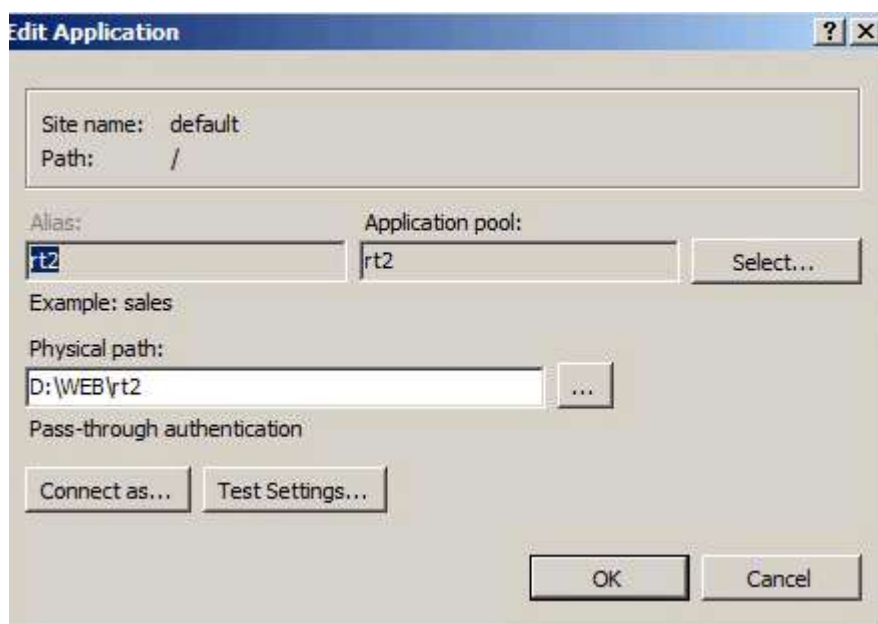 Edit Application
Site name: default
Path: /
Alias: Application pool:
rt2 rt2 Select...
Example: sales
Physical path:
D:\WEB\rt2 ...
Pass-through authentication
Connect as... Test Settings...
OK Cancel